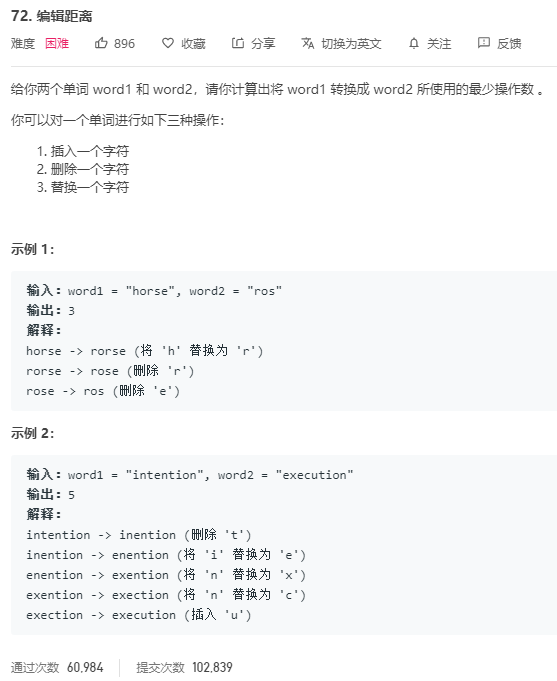 72. 编辑距离
难度 困难 896 收藏 分享 切换为英文 关注 反馈
给你两个单词 word1 和 word2，请你计算出将 word1 转换成 word2 所使用的最少操作数 。
你可以对一个单词进行如下三种操作：
1. 插入一个字符
2. 删除一个字符
3. 替换一个字符
示例 1：
输入：word1 = "horse", word2 = "ros"
输出：3
解释：
horse -> rorse (将 'h' 替换为 'r')
rorse -> rose (删除 'r')
rose -> ros (删除 'e')
示例 2：
输入：word1 = "intention", word2 = "execution"
输出：5
解释：
intention -> inention (删除 't')
inention -> enention (将 'i' 替换为 'e')
enention -> exention (将 'n' 替换为 'x')
exention -> exection (将 'n' 替换为 'c')
exection -> execution (插入 'u')
通过次数 60,984 提交次数 102,839